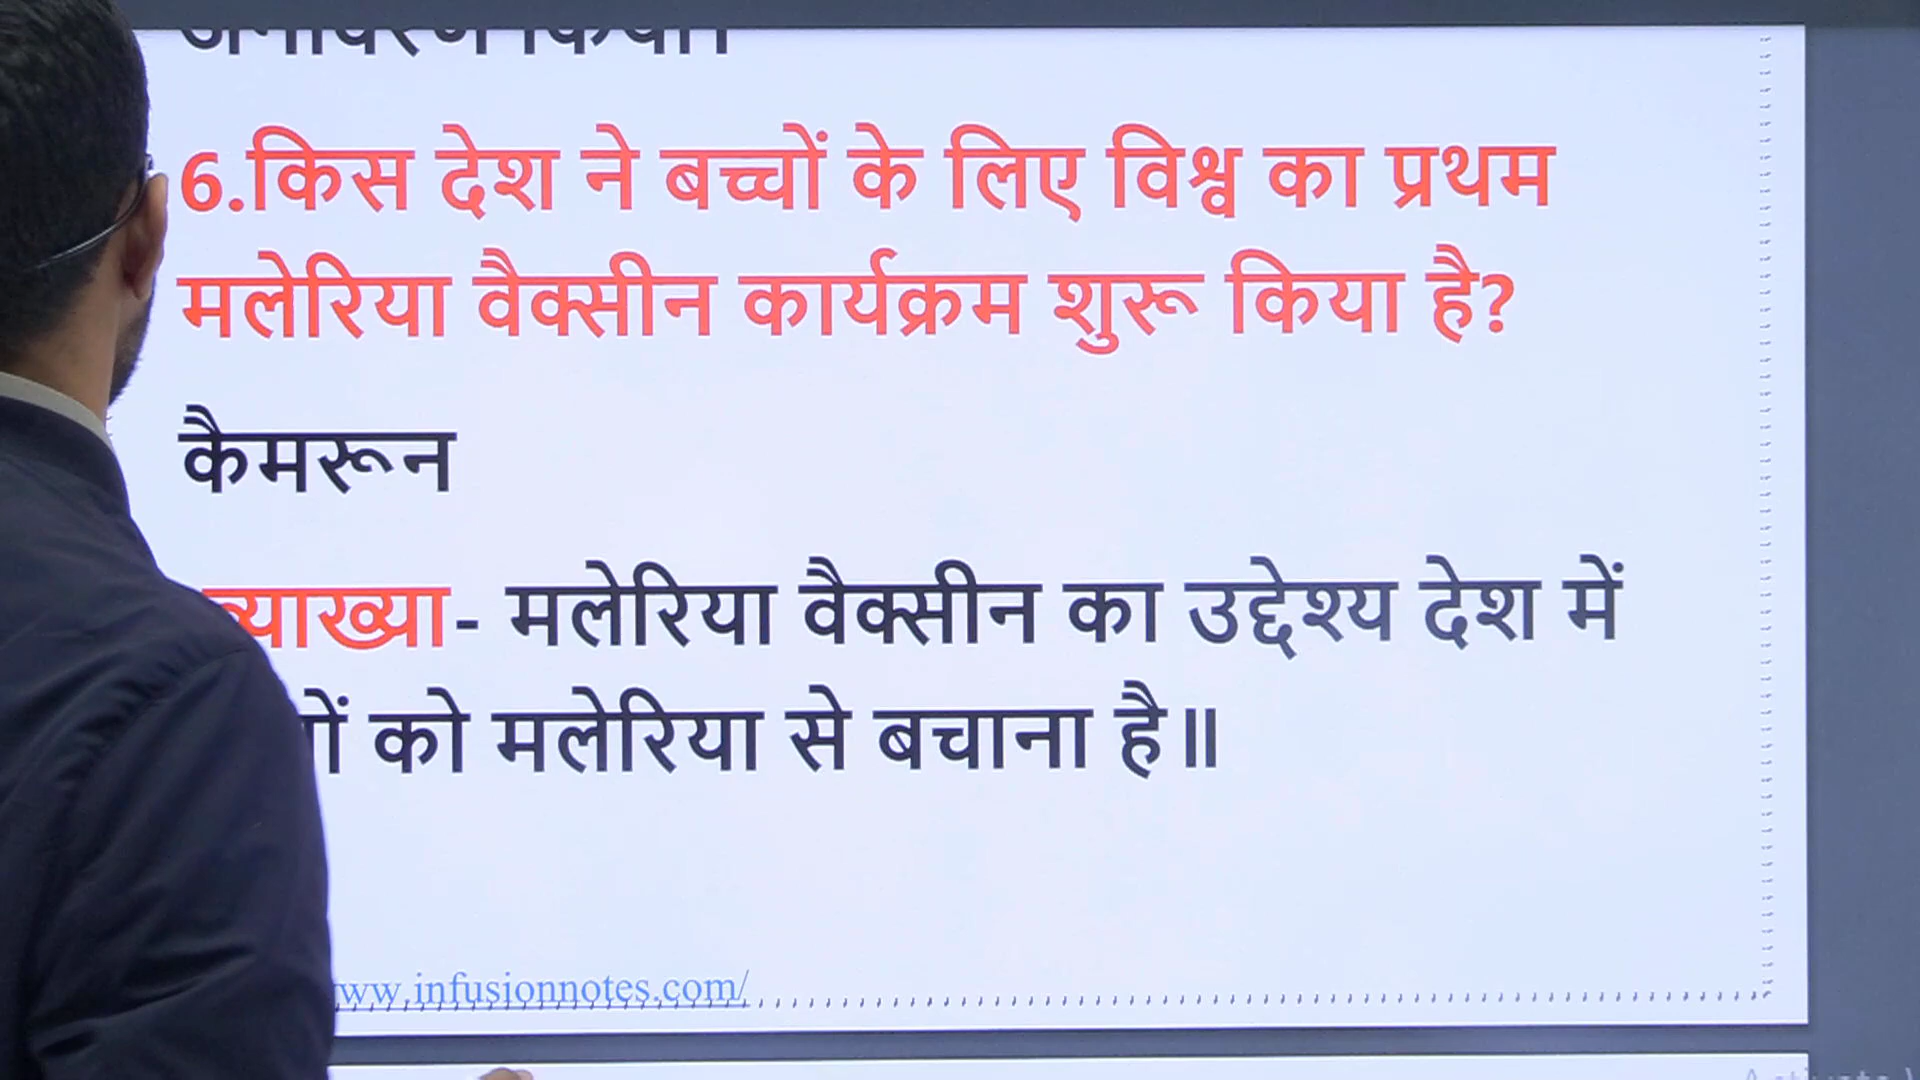 6.किस देश ने बच्चों के लिए विश्व का प्रथम
मलेरिया वैक्सीन कार्यक्रम शुरू किया है?
कैमरून
व्याख्या- मलेरिया वैक्सीन का उद्देश्य देश में
को मलेरिया से बचाना है॥
ww.infusionnotes.com/